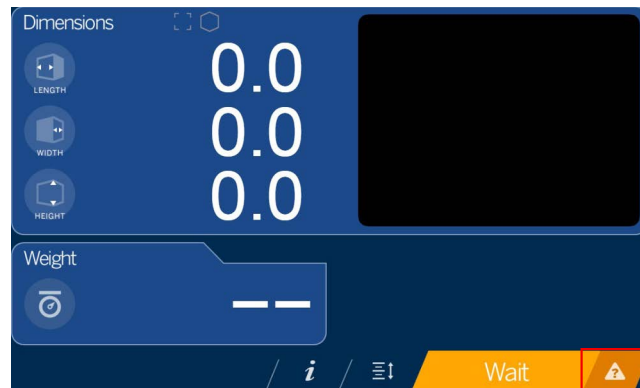 Dimensions
LENGTH
0.0
WIDTH
0.0
HEIGHT
0.0
Weight
--
i
Wait
?